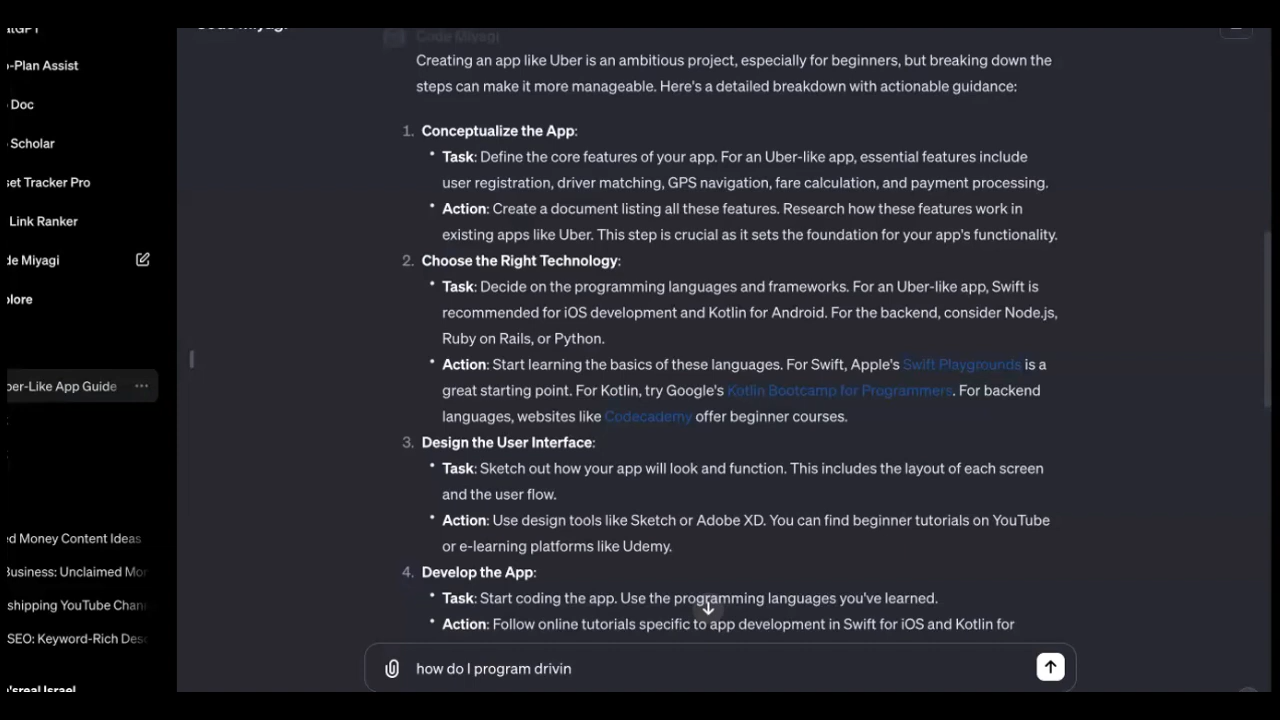 -Plan Assist
Doc
Scholar
set Tracker Pro
Link Ranker
de Miyagi
lore
ber-Like App Guide
ed Money Content Ideas
Business: Unclaimed Mon
shipping YouTube Chann
SEO: Keyword-Rich Desc
a'sreal Israel
Code Miyagi
Creating an app like Uber is an ambitious project, especially for beginners, but breaking down the
steps can make it more manageable. Here's a detailed breakdown with actionable guidance:
1. Conceptualize the App:
• Task: Define the core features of your app. For an Uber-like app, essential features include
user registration, driver matching, GPS navigation, fare calculation, and payment processing.
• Action: Create a document listing all these features. Research how these features work in
existing apps like Uber. This step is crucial as it sets the foundation for your app's functionality.
2. Choose the Right Technology:
• Task: Decide on the programming languages and frameworks. For an Uber-like app, Swift is
recommended for iOS development and Kotlin for Android. For the backend, consider Node.js,
Ruby on Rails, or Python.
• Action: Start learning the basics of these languages. For Swift, Apple's Swift Playgrounds is a
great starting point. For Kotlin, try Google's Kotlin Bootcamp for Programmers. For backend
languages, websites like Codecademy offer beginner courses.
3. Design the User Interface:
• Task: Sketch out how your app will look and function. This includes the layout of each screen
and the user flow.
• Action: Use design tools like Sketch or Adobe XD. You can find beginner tutorials on YouTube
or e-learning platforms like Udemy.
4. Develop the App:
• Task: Start coding the app. Use the programming languages you've learned.
• Action: Follow online tutorials specific to app development in Swift for iOS and Kotlin for
how do I program drivin